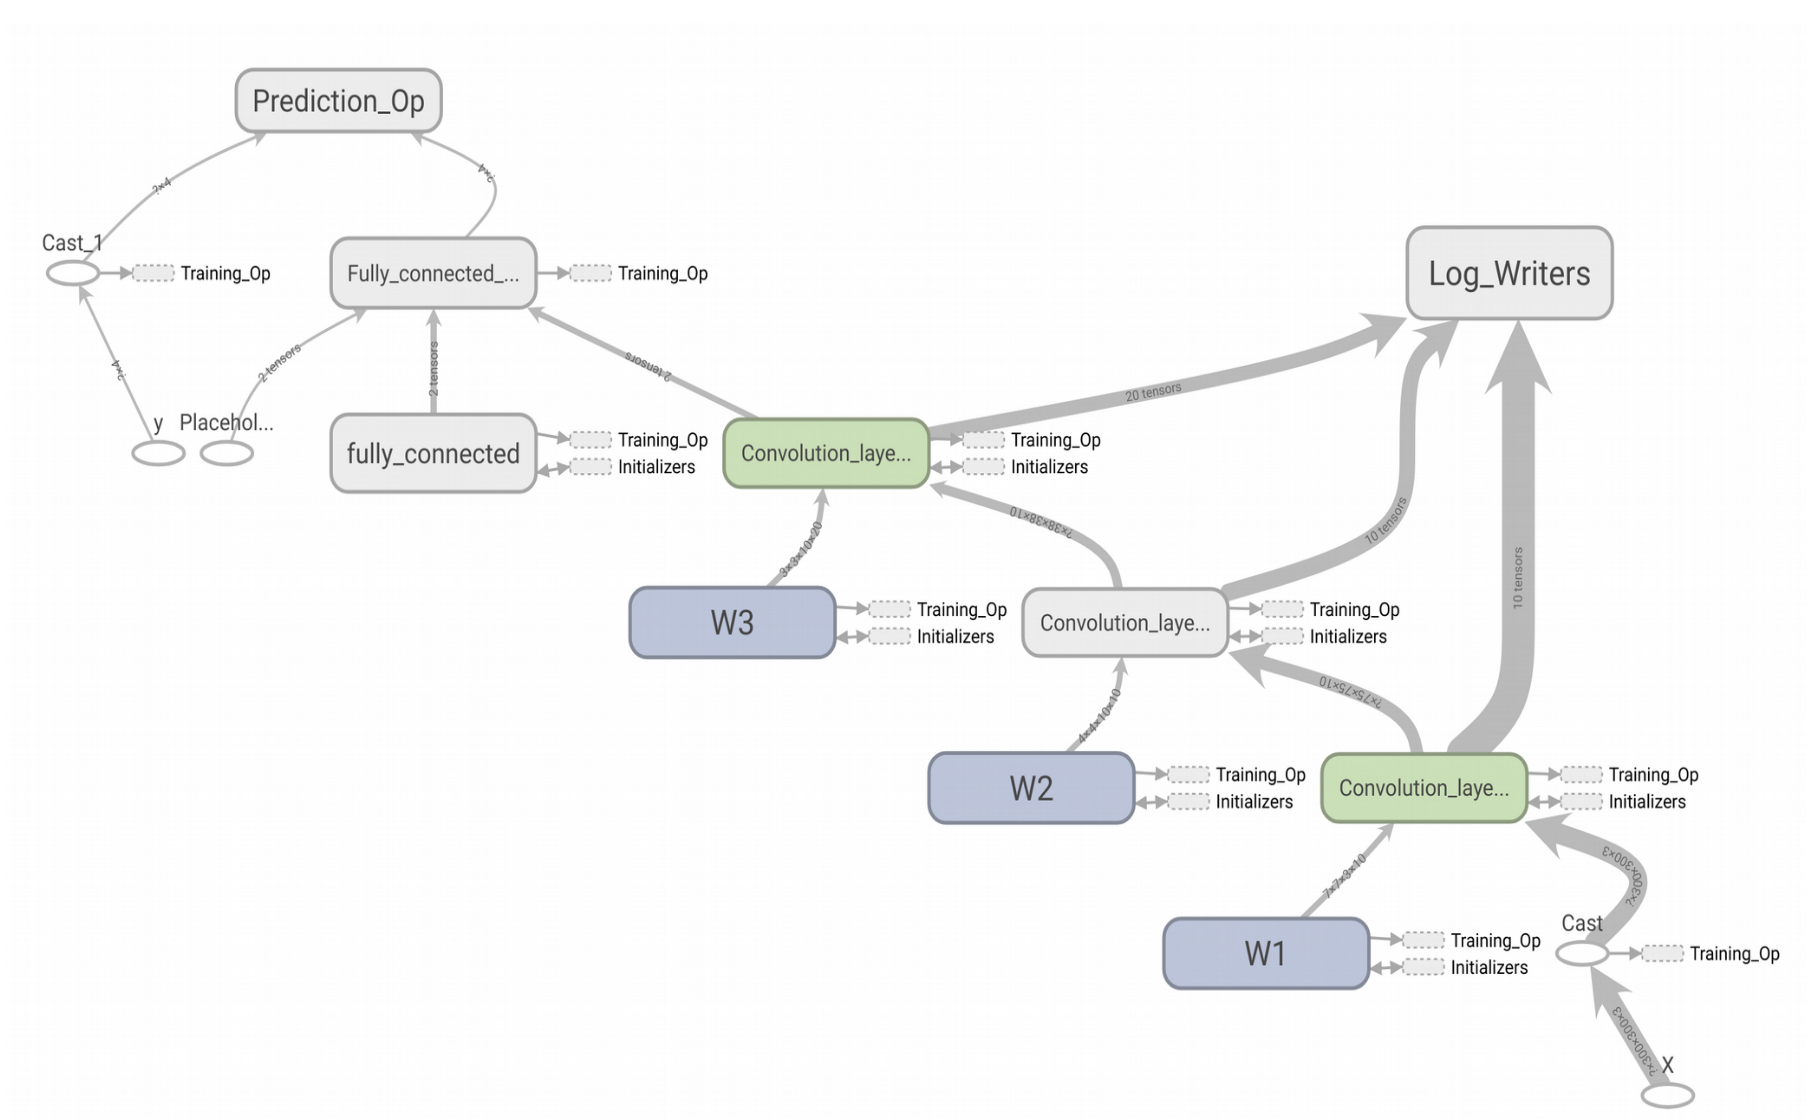 Prediction_Op
?×4
?×4
Cast_1
Training_Op
Fully_connected_...
Training_Op
Log_Writers
?×4
2 tensors
2 tensors
2 tensors
20 tensors
y
Placehol...
fully_connected
Training_Op
Initializers
Convolution_laye...
Training_Op
Initializers
3×3×10×20
?×38×38×10
10 tensors
10 tensors
W3
Training_Op
Initializers
Convolution_laye...
Training_Op
Initializers
4×4×10×10
?×75×75×10
W2
Training_Op
Initializers
Convolution_laye...
Training_Op
Initializers
7×7×3×10
?×300×300×3
W1
Training_Op
Initializers
Cast
Training_Op
?×300×300×3
X